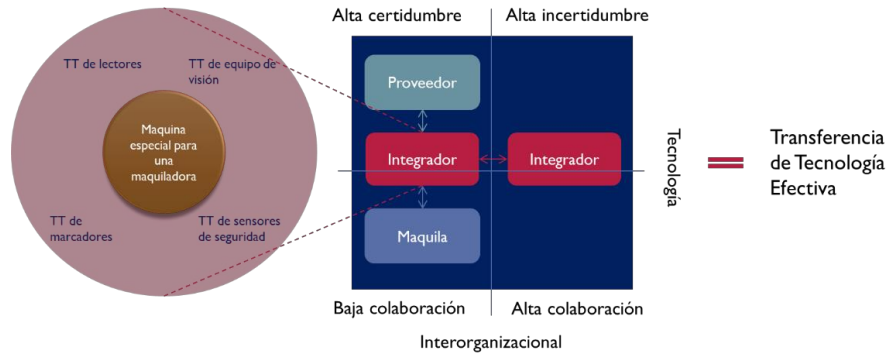 Alta certidumbre
Alta incertidumbre
TT de lectores
TT de equipo de
visión
Maquina
especial para
una
maquiladora
TT de
marcadores
TT de sensores
de seguridad
Proveedor
Integrador
Integrador
Maquila
Tecnología
Transferencia
de Tecnología
Efectiva
Baja colaboración
Alta colaboración
Interorganizacional